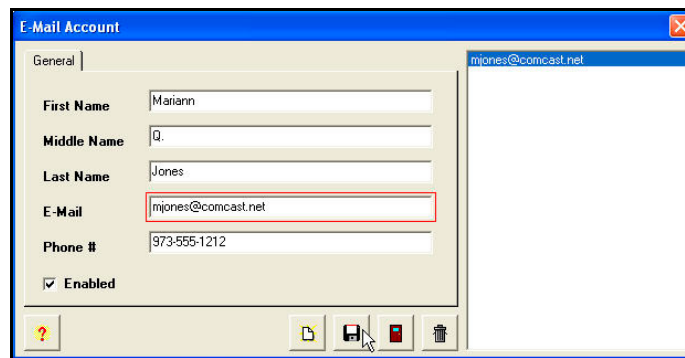 E-Mail Account
General
mjones@comcast.net
First Name
Mariann
Middle Name
Q.
Last Name
Jones
E-Mail
mjones@comcast.net
Phone #
973-555-1212
Enabled
?